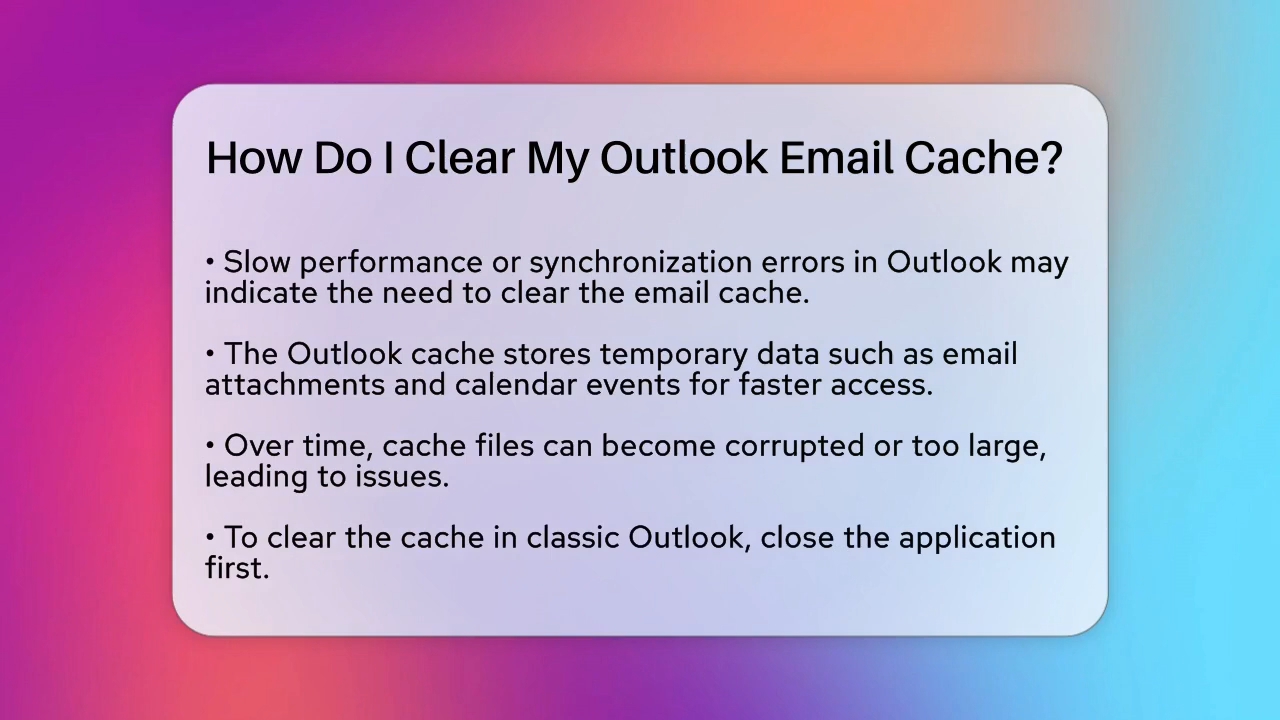 How Do I Clear My Outlook Email Cache?
• Slow performance or synchronization errors in Outlook may
indicate the need to clear the email cache.
• The Outlook cache stores temporary data such as email
attachments and calendar events for faster access.
• Over time, cache files can become corrupted or too large,
leading to issues.
• To clear the cache in classic Outlook, close the application
first.